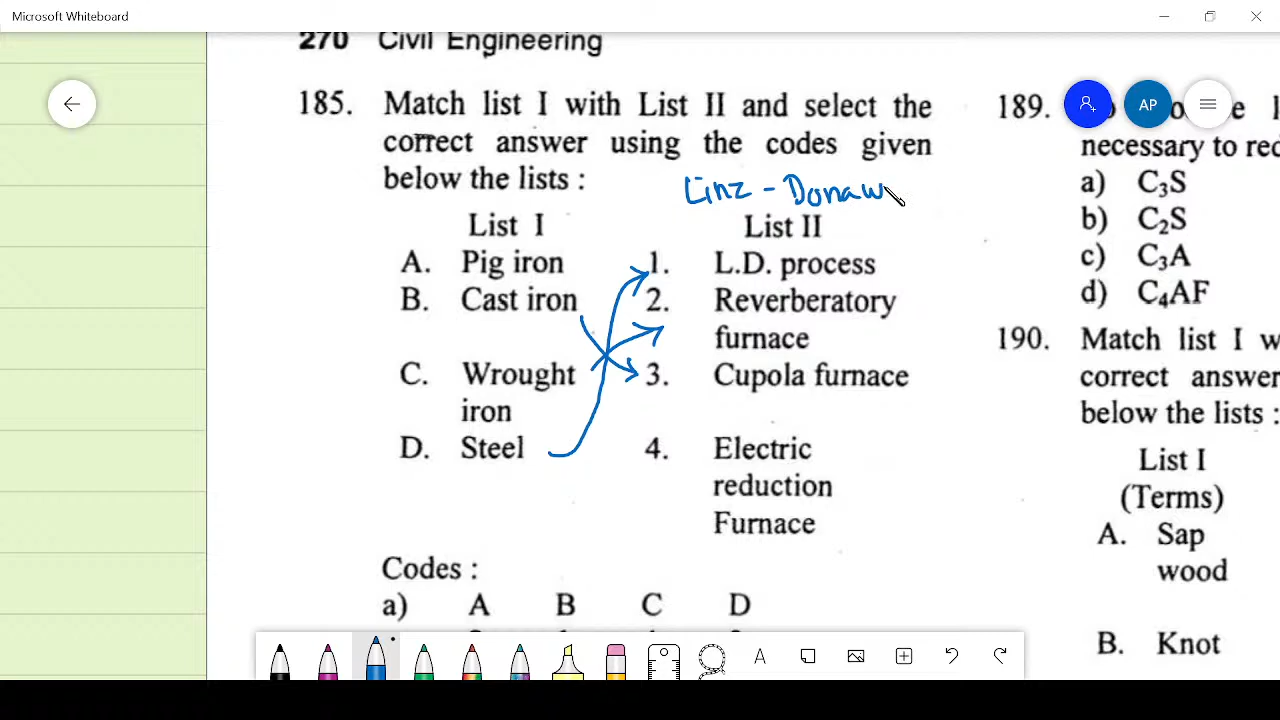 Microsoft Whiteboard
270 Civil Engineering
AP
185. Match list I with List II and select the
correct answer using the codes given
below the lists :
Linz - Donaw
List I List II
A. Pig iron 1. L.D. process
B. Cast iron 2. Reverberatory
furnace
C. Wrought 3. Cupola furnace
iron
D. Steel 4. Electric
reduction
Furnace
Codes :
a) A B C D
189.
necessary to rec
a) C₃S
b) C₂S
c) C₃A
d) C₄AF
190. Match list I w
correct answer
below the lists :
List I
(Terms)
A. Sap
wood
B. Knot
A